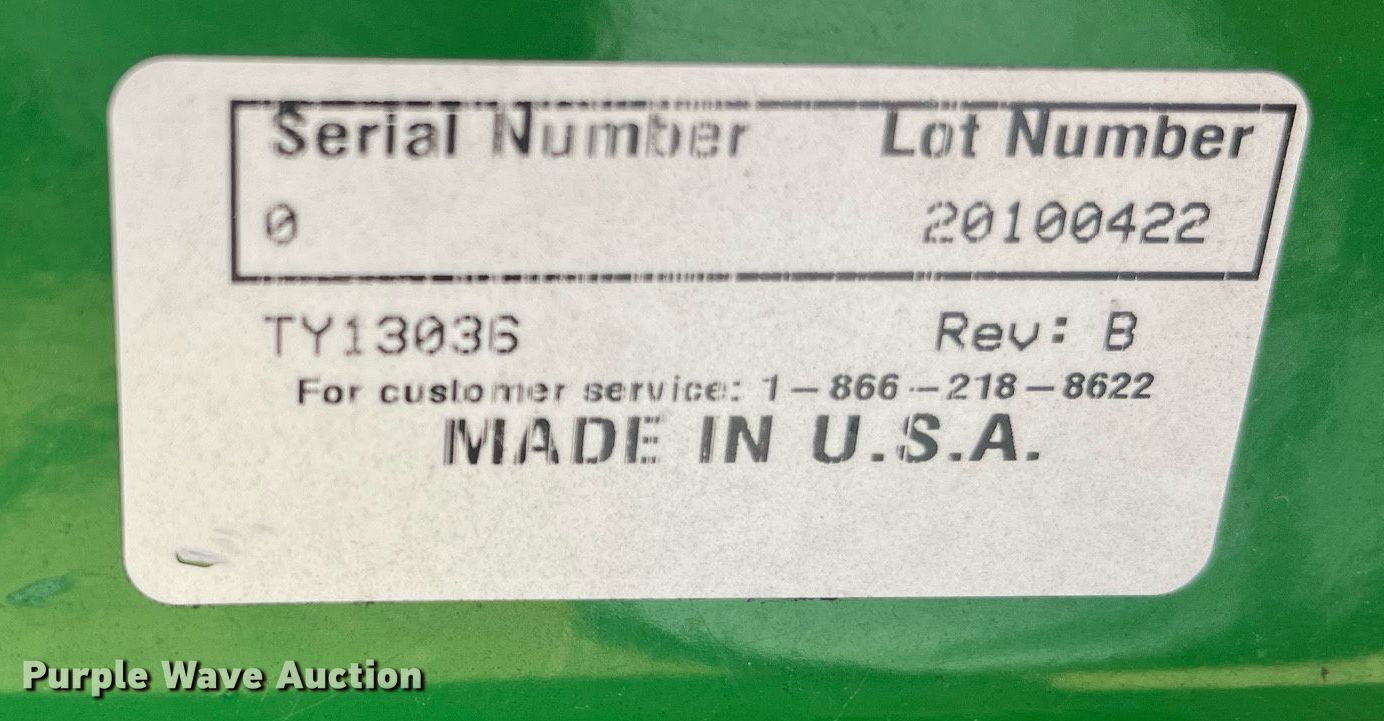 Serial Number Lot Number
0 20100422
TY13036 Rev: B
For customer service: 1-866-218-8622
MADE IN U.S.A.
Purple Wave Auction